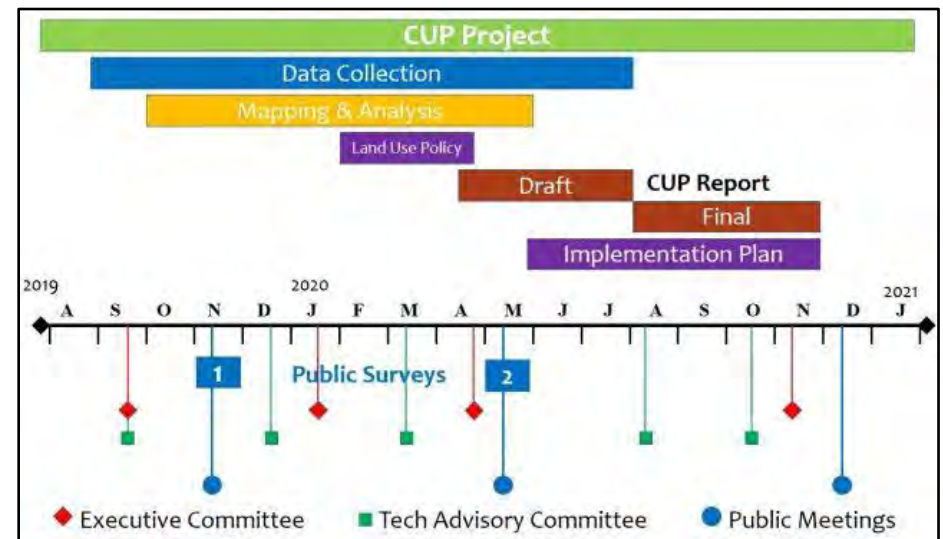 CUP Project
Data Collection
Mapping & Analysis
Land Use Policy
Draft
CUP Report
Final
Implementation Plan
2019
2020
2021
A S O N D J F M A M J J A S O N D J
1
Public Surveys
2
Executive Committee
Tech Advisory Committee
Public Meetings